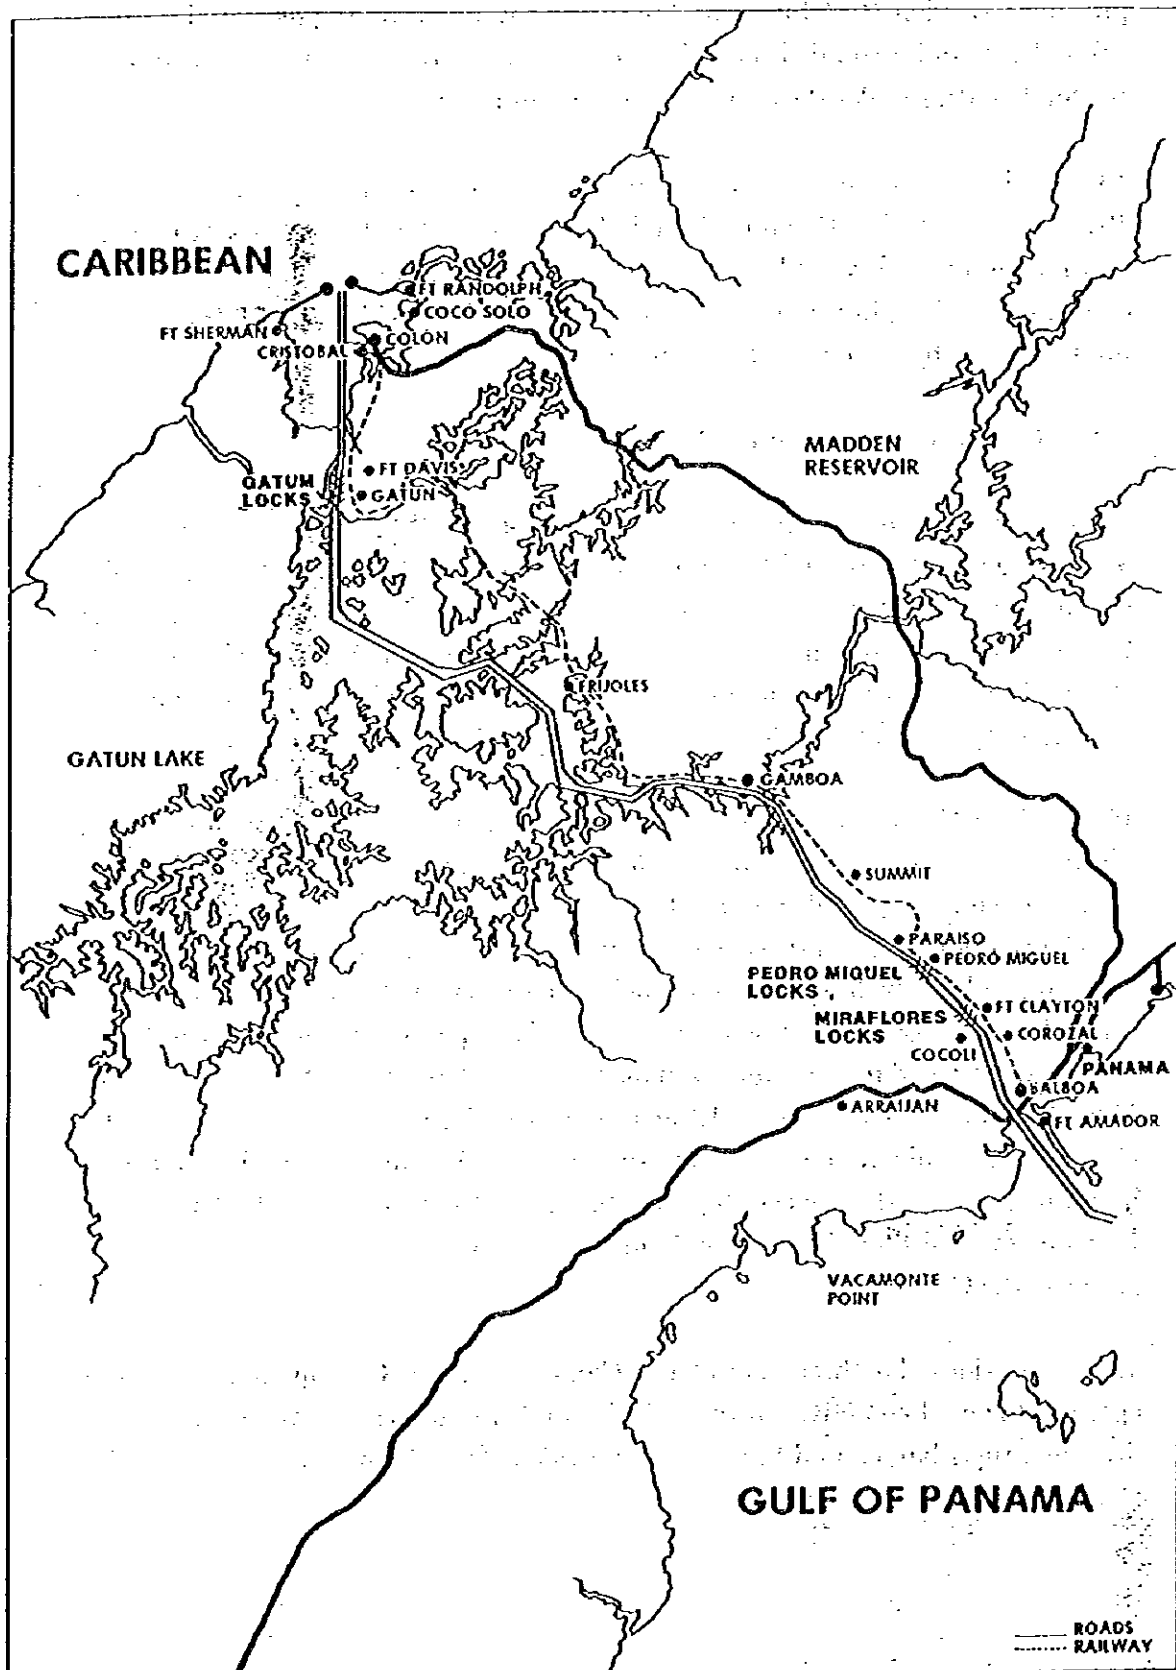 CARIBBEAN
FT RANDOLPH
COCO SOLO
FT SHERMAN
COLON
CRISTOBAL
MADDEN
RESERVOIR
FT DAVIS
GATUM
LOCKS
GATUN
FRIJOLES
GATUN LAKE
GAMBOA
SUMMIT
PARAISO
PEDRO MIGUEL
PEDRO MIQUEL
LOCKS
FT CLAYTON
MIRAFLORES
LOCKS
COROZAL
COCOLI
PANAMA
BALBOA
ARRAIJAN
FT AMADOR
VACAMONTE
POINT
GULF OF PANAMA
ROADS
RAILWAY